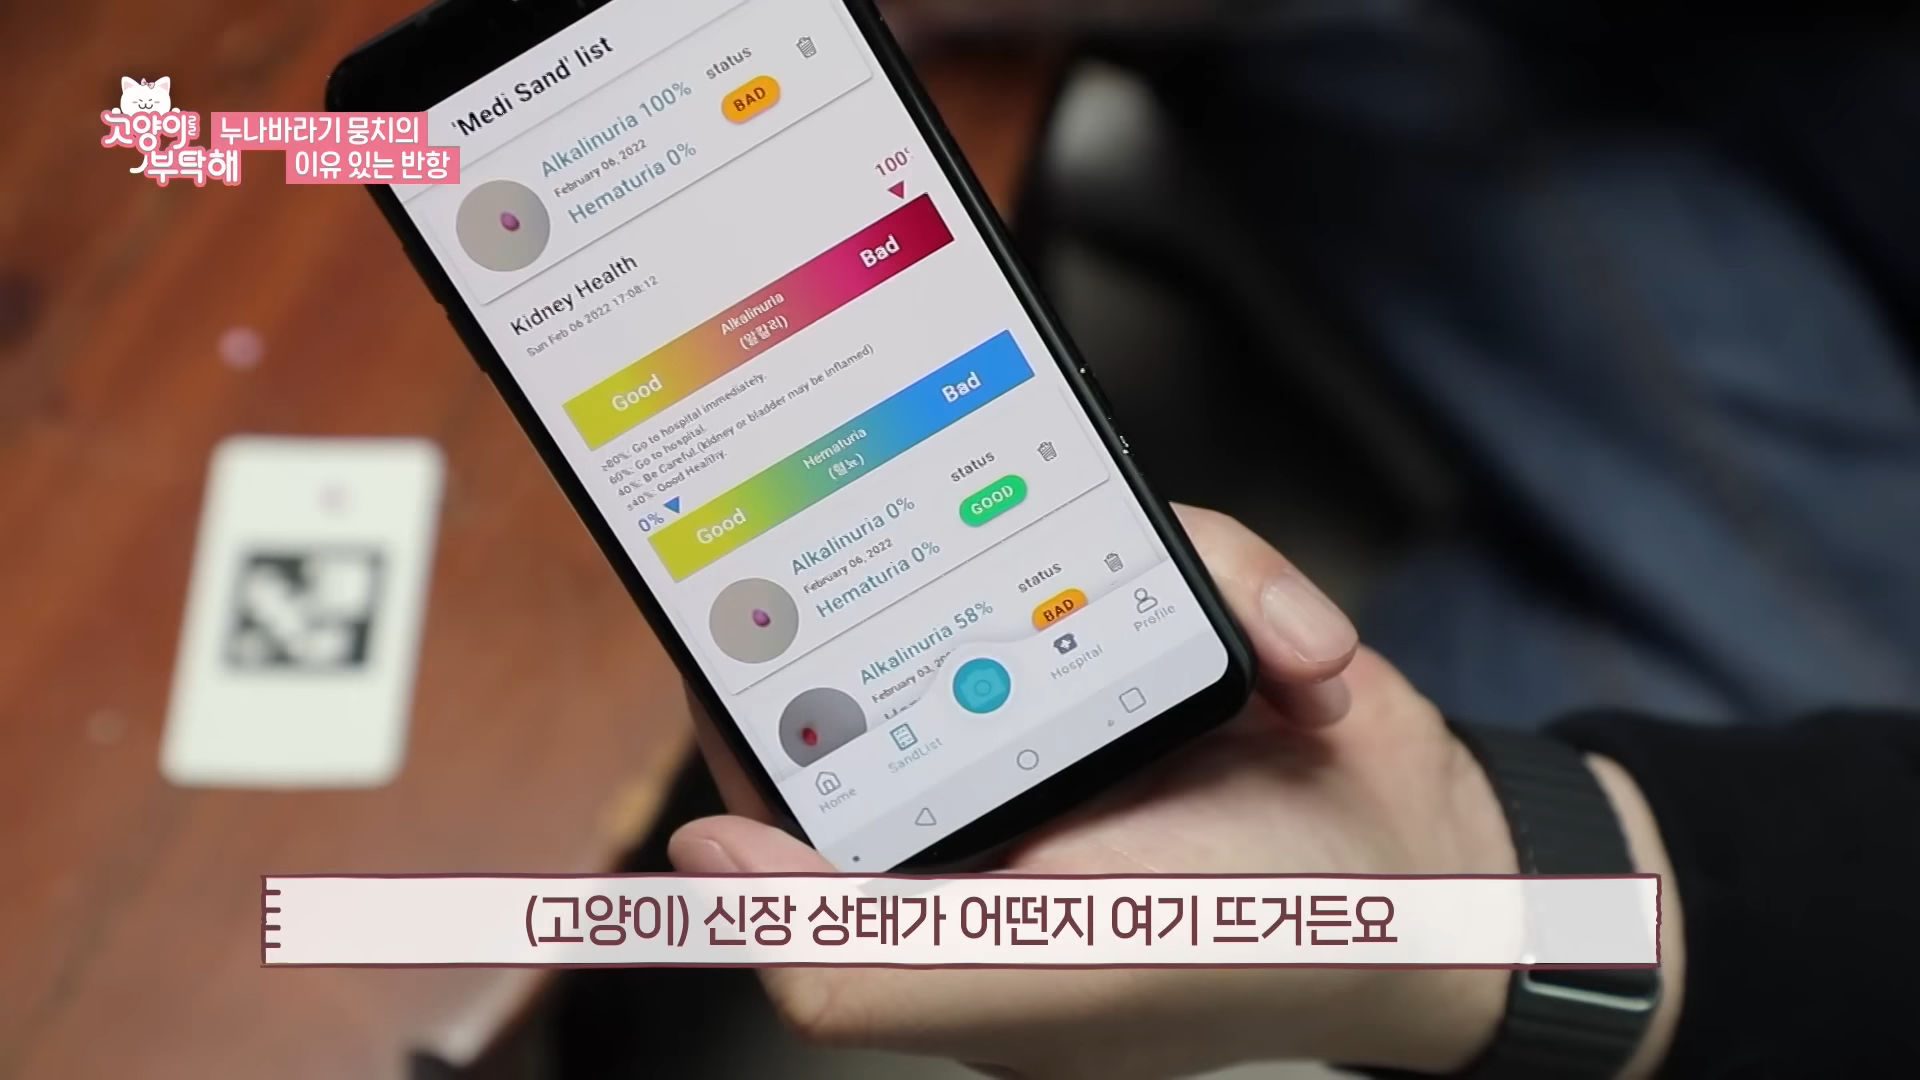 고양이를
부탁해
누나바라기 뭉치의
이유 있는 반항
'Medi Sand' list
Alkalinuria 100%
February 06, 2022
Hematuria 0%
status
BAD
Kidney Health
Sun Feb 06 2022 17:08:12
100%
Good
Alkalinuria
(알칼리)
Bad
≥80%: Go to hospital immediately.
60%: Go to hospital.
40%: Be Careful.(kidney or bladder may be inflamed)
≤40%: Good Healthy.
0%
Good
Hematuria
(혈뇨)
Bad
Alkalinuria 0%
February 06, 2022
Hematuria 0%
status
GOOD
Alkalinuria 58%
February 03,
status
BAD
Home
SandList
Hospital
Profile
(고양이) 신장 상태가 어떤지 여기 뜨거든요